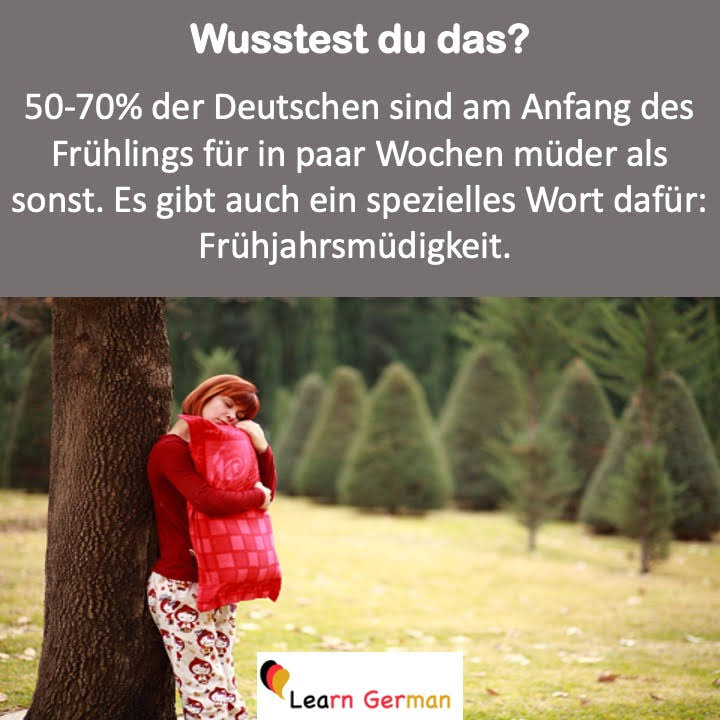 Wusstest du das?
50-70% der Deutschen sind am Anfang des
Frühlings für in paar Wochen müder als
sonst. Es gibt auch ein spezielles Wort dafür:
Frühjahrsmüdigkeit.
Learn German